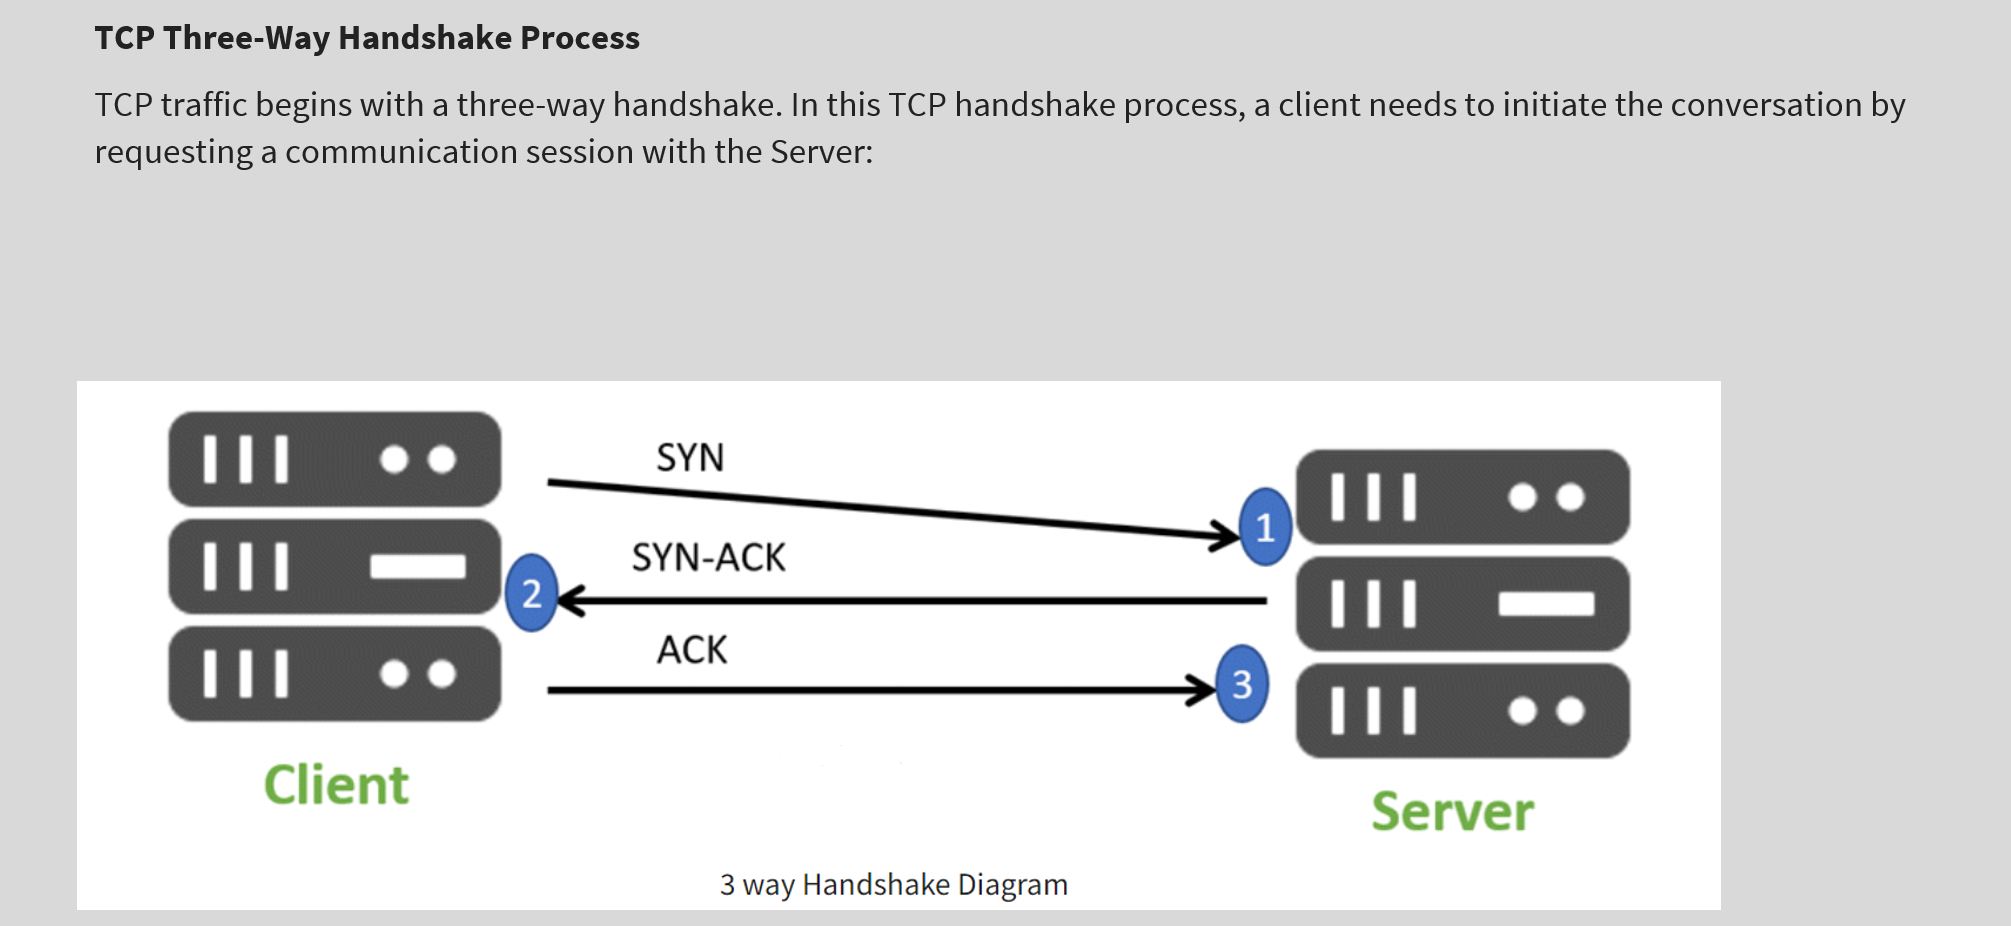 TCP Three-Way Handshake Process
TCP traffic begins with a three-way handshake. In this TCP handshake process, a client needs to initiate the conversation by
requesting a communication session with the Server:
SYN
1
SYN-ACK
2
ACK
3
Client
Server
3 way Handshake Diagram